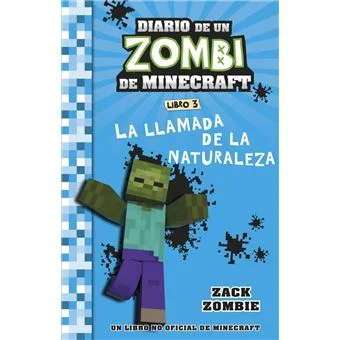 DIARIO DE UN
ZOMBI
DE MINECRAFT
LIBRO 3
LA LLAMADA
DE LA
NATURALEZA
ZACK
ZOMBIE
UN LIBRO NO OFICIAL DE MINECRAFT